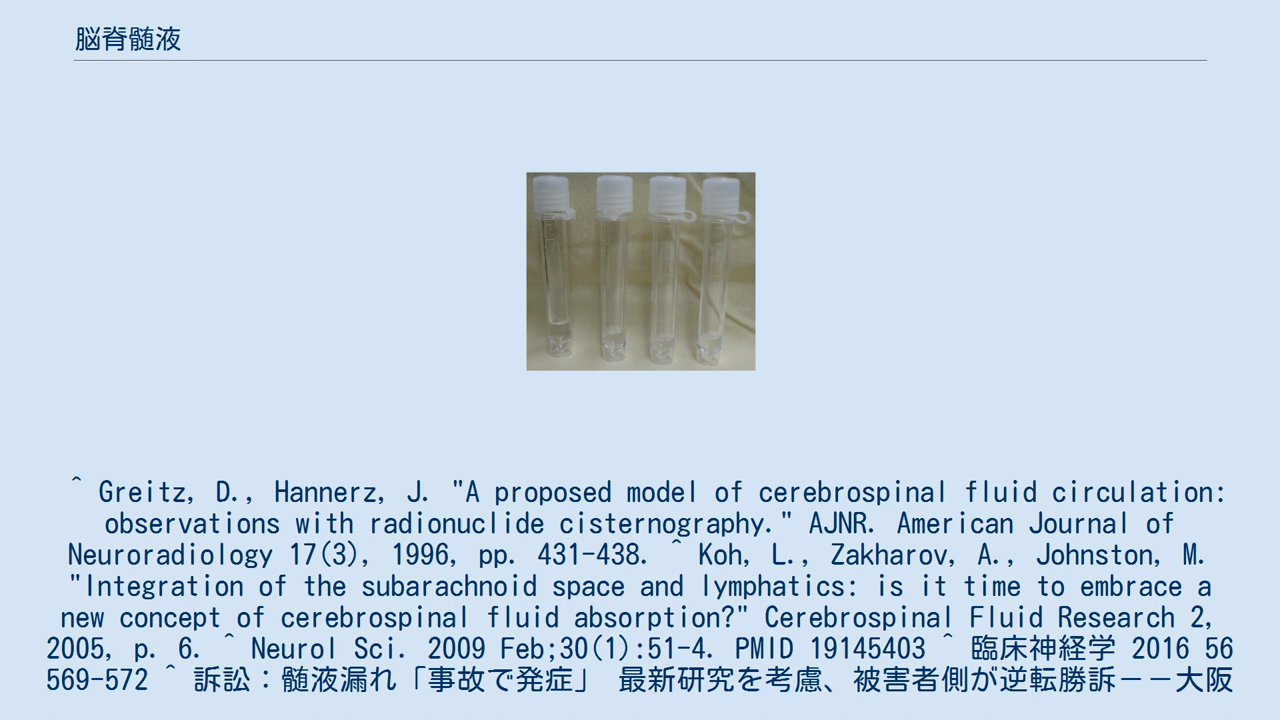 脳脊髄液
^ Greitz, D., Hannerz, J. "A proposed model of cerebrospinal fluid circulation:
observations with radionuclide cisternography." AJNR. American Journal of
Neuroradiology 17(3), 1996, pp. 431-438. ^ Koh, L., Zakharov, A., Johnston, M.
"Integration of the subarachnoid space and lymphatics: is it time to embrace a
new concept of cerebrospinal fluid absorption?" Cerebrospinal Fluid Research 2,
2005, p. 6. ^ Neurol Sci. 2009 Feb;30(1):51-4. PMID 19145403 ^ 臨床神経学 2016 56
569-572 ^ 訴訟：髄液漏れ「事故で発症」 最新研究を考慮、被害者側が逆転勝訴－－大阪